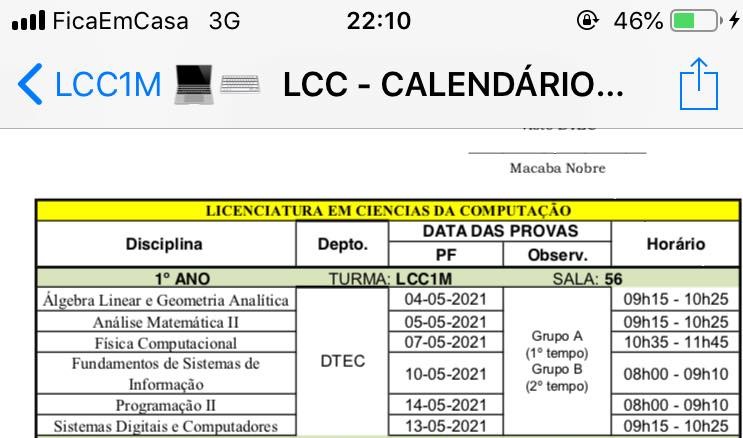 FicaEmCasa 3G 22:10 46%
LCC1M LCC - CALENDÁRIO...
Macaba Nobre
LICENCIATURA EM CIENCIAS DA COMPUTAÇÃO
Disciplina Depto. DATA DAS PROVAS Horário
PF Observ.
1º ANO TURMA: LCC1M SALA: 56
Álgebra Linear e Geometria Analítica 04-05-2021 09h15 - 10h25
Análise Matemática II 05-05-2021 09h15 - 10h25
Física Computacional 07-05-2021 10h35 - 11h45
Fundamentos de Sistemas de
Informação 10-05-2021 08h00 - 09h10
Programação II 14-05-2021 08h00 - 09h10
Sistemas Digitais e Computadores 13-05-2021 09h15 - 10h25
DTEC
Grupo A
(1º tempo)
Grupo B
(2º tempo)